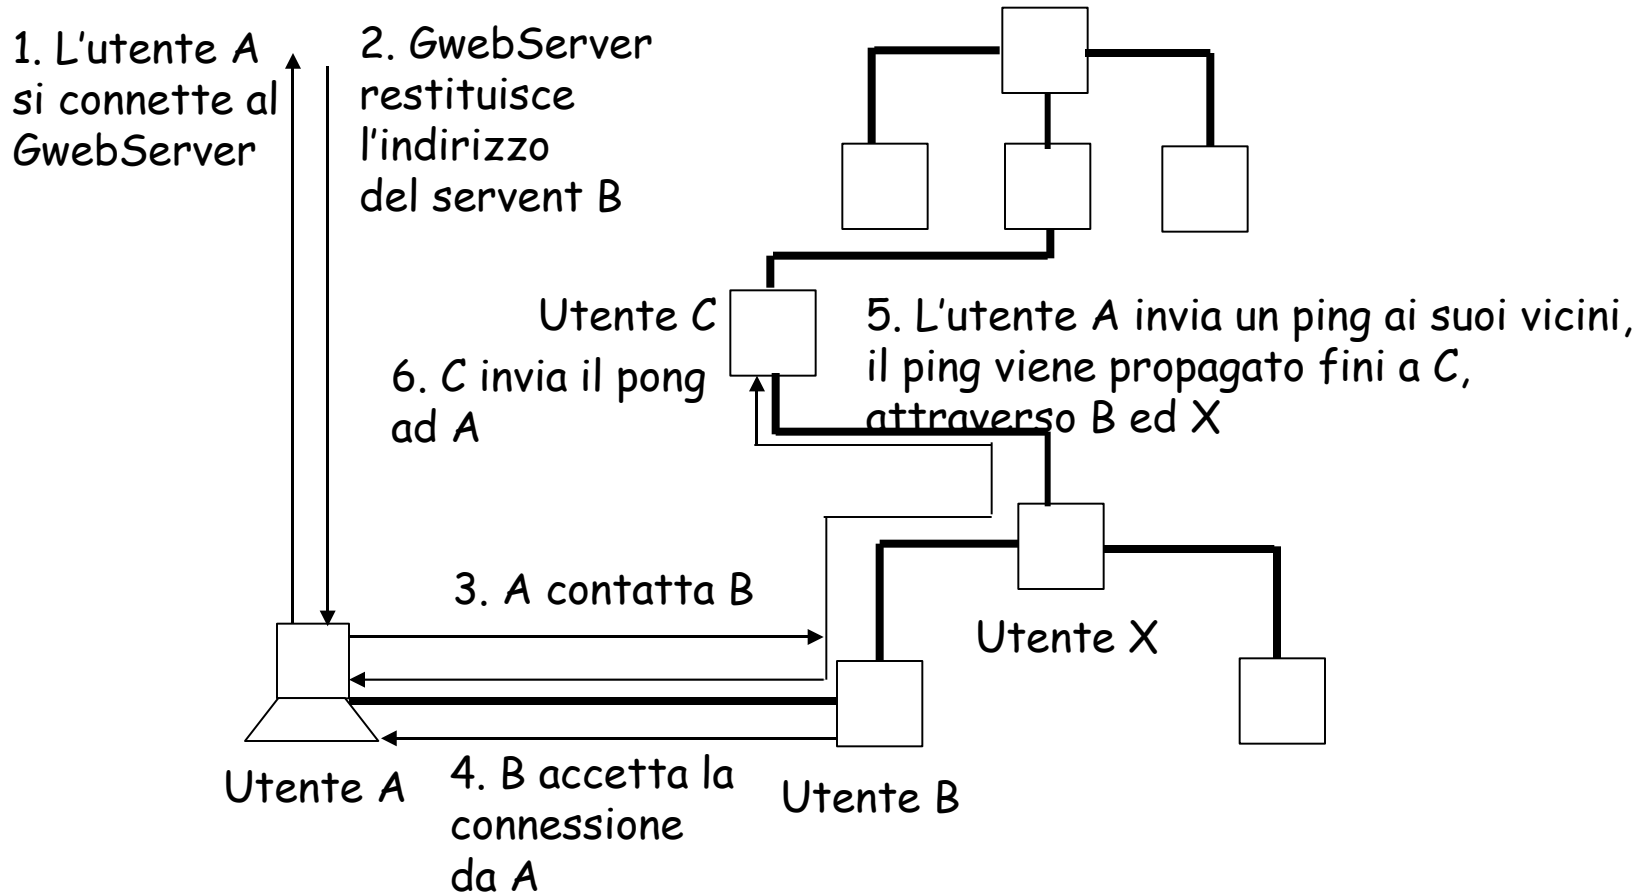 1. L’utente A
si connette al
GwebServer
2. GwebServer
restituisce
l’indirizzo
del servent B
Utente C
5. L’utente A invia un ping ai suoi vicini,
il ping viene propagato fini a C,
attraverso B ed X
6. C invia il pong
ad A
3. A contatta B
Utente X
Utente A
4. B accetta la
connessione
da A
Utente B